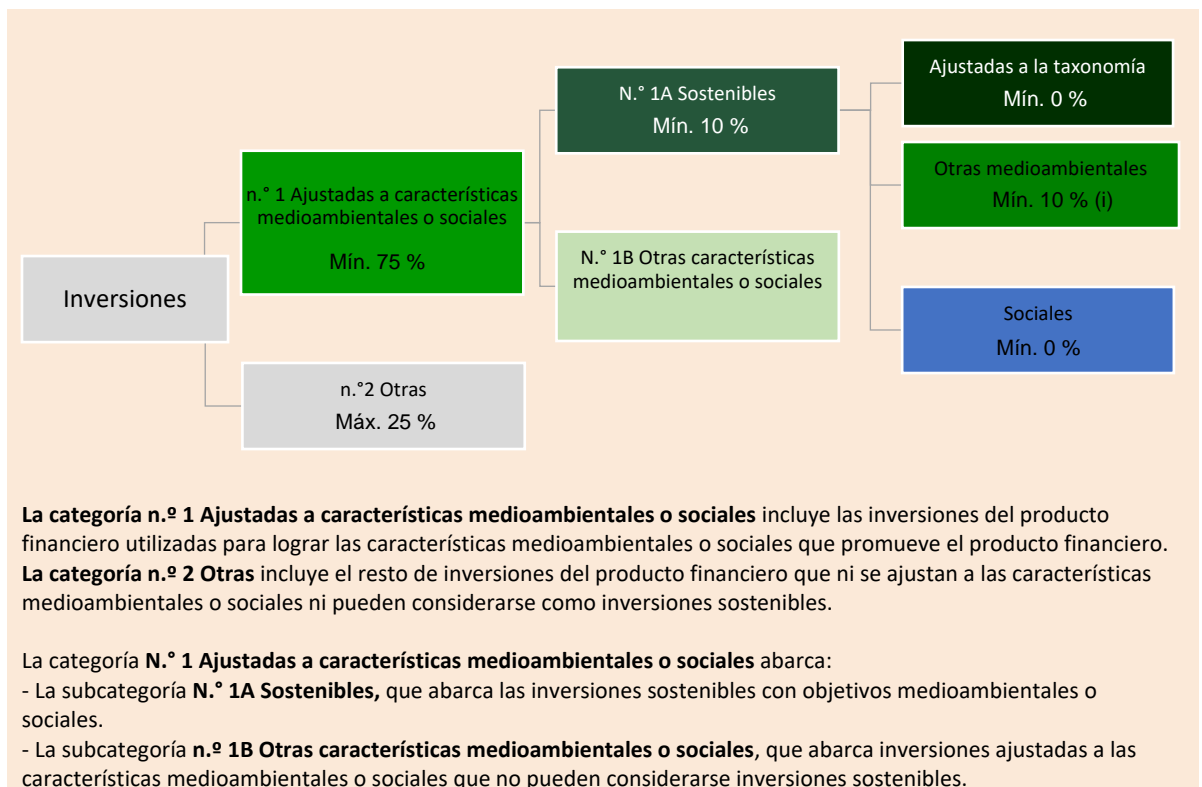 Inversiones
n.° 1 Ajustadas a características
medioambientales o sociales
Mín. 75 %
n.°2 Otras
Máx. 25 %
N.° 1A Sostenibles
Mín. 10 %
N.° 1B Otras características
medioambientales o sociales
Ajustadas a la taxonomía
Mín. 0 %
Otras medioambientales
Mín. 10 % (i)
Sociales
Mín. 0 %
La categoría n.º 1 Ajustadas a características medioambientales o sociales incluye las inversiones del producto
financiero utilizadas para lograr las características medioambientales o sociales que promueve el producto financiero.
La categoría n.º 2 Otras incluye el resto de inversiones del producto financiero que ni se ajustan a las características
medioambientales o sociales ni pueden considerarse como inversiones sostenibles.
La categoría N.° 1 Ajustadas a características medioambientales o sociales abarca:
- La subcategoría N.° 1A Sostenibles, que abarca las inversiones sostenibles con objetivos medioambientales o
sociales.
- La subcategoría n.º 1B Otras características medioambientales o sociales, que abarca inversiones ajustadas a las
características medioambientales o sociales que no pueden considerarse inversiones sostenibles.